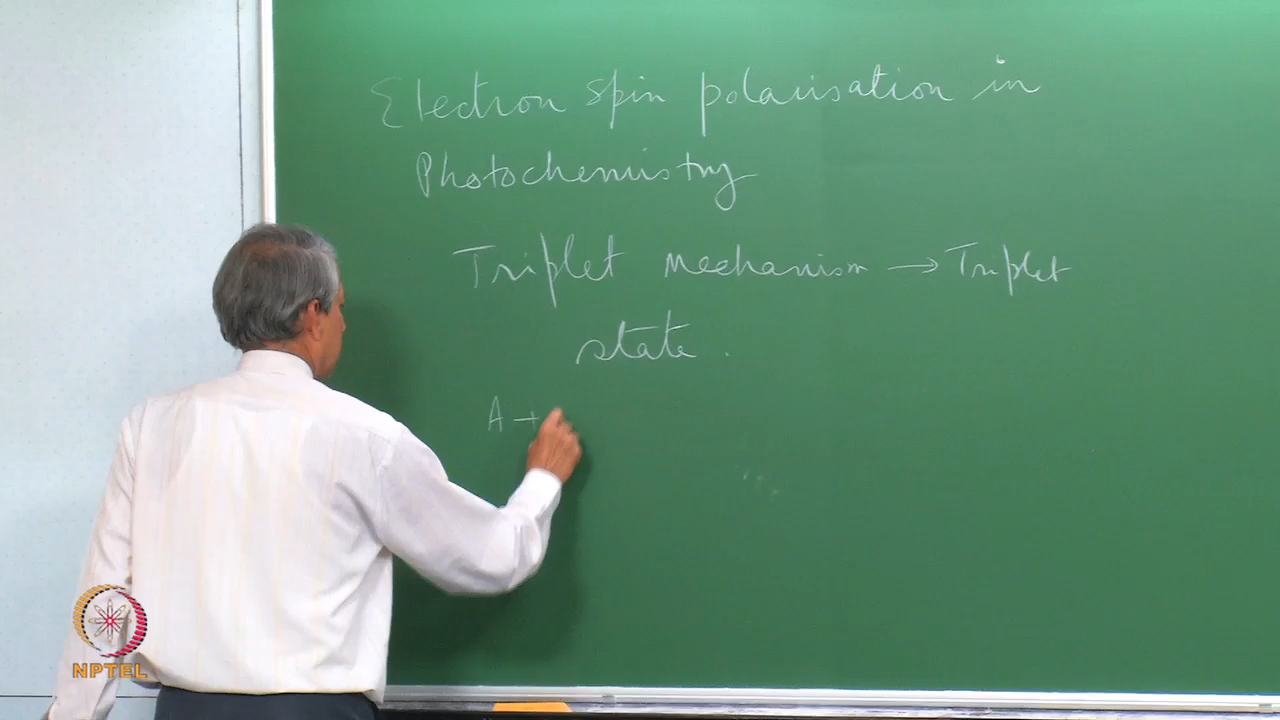 Electron spin polarisation in
Photochemistry
Triplet Mechanism → Triplet
state.
A +
NPTEL